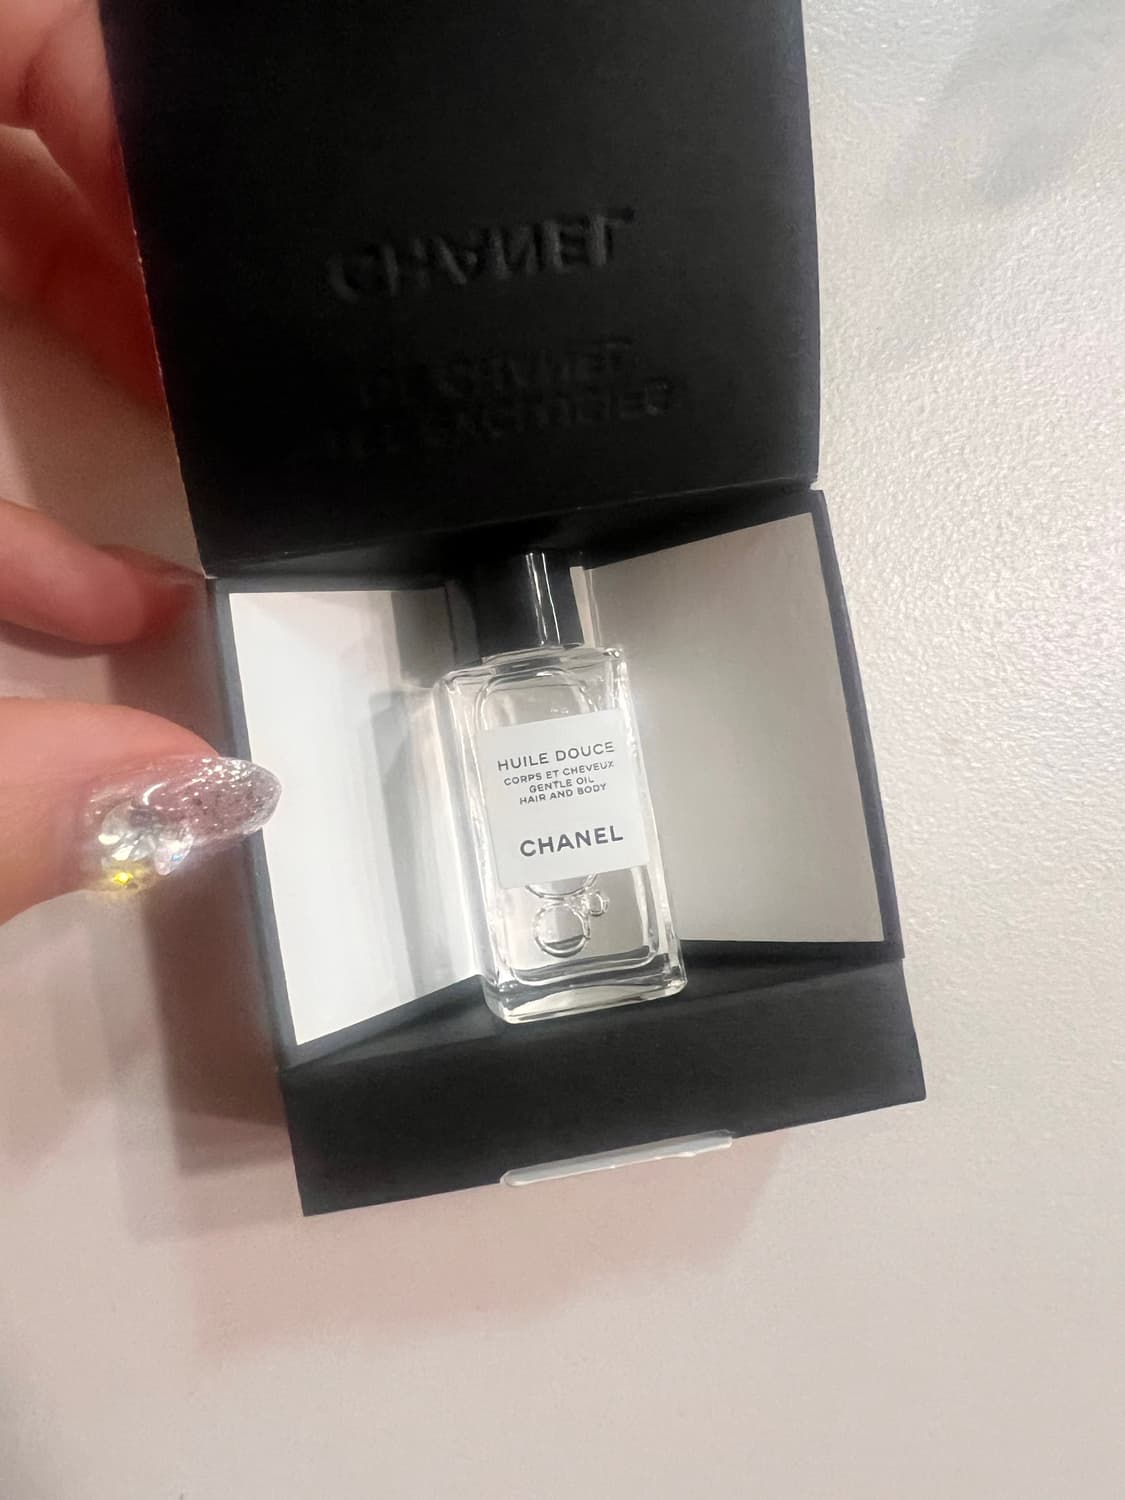 CHANEL
HUILE DOUCE
CORPS ET CHEVEUX
GENTLE OIL
HAIR AND BODY
CHANEL